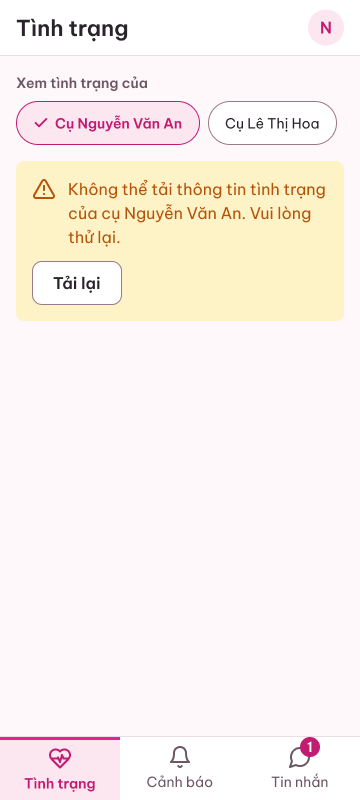 Tình trạng
N
Xem tình trạng của
Cụ Nguyễn Văn An
Cụ Lê Thị Hoa
Không thể tải thông tin tình trạng
của cụ Nguyễn Văn An. Vui lòng
thử lại.
Tải lại
Tình trạng
Cảnh báo
1
Tin nhắn